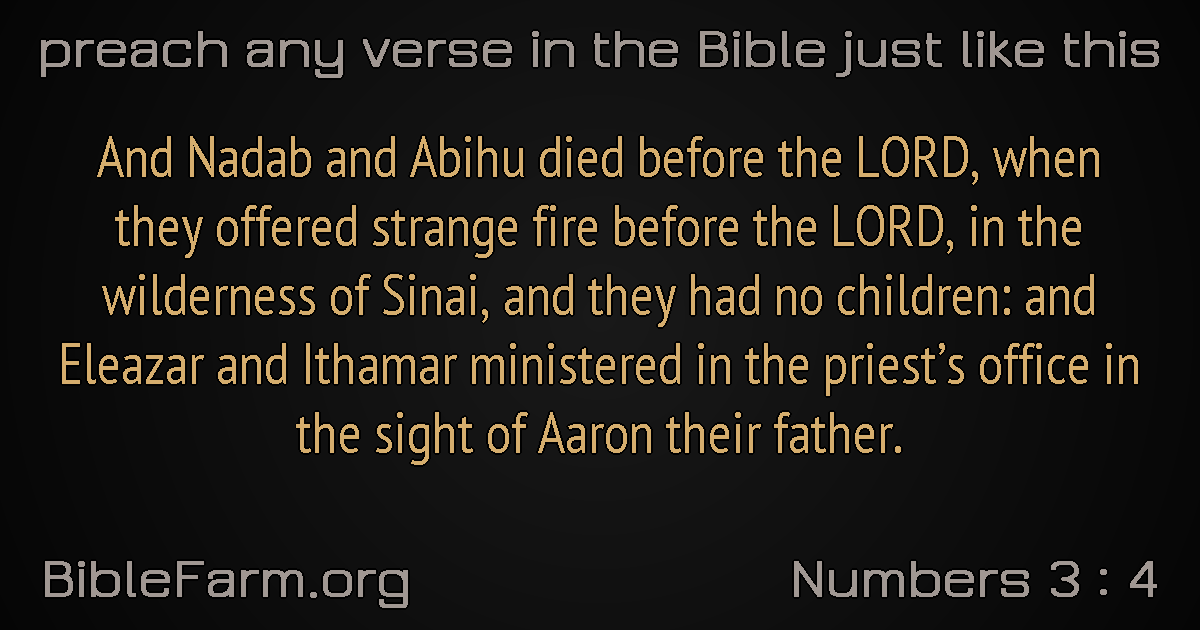 preach any verse in the Bible just like this
And Nadab and Abihu died before the LORD, when
they offered strange fire before the LORD, in the
wilderness of Sinai, and they had no children: and
Eleazar and Ithamar ministered in the priest’s office in
the sight of Aaron their father.
BibleFarm.org
Numbers 3 : 4